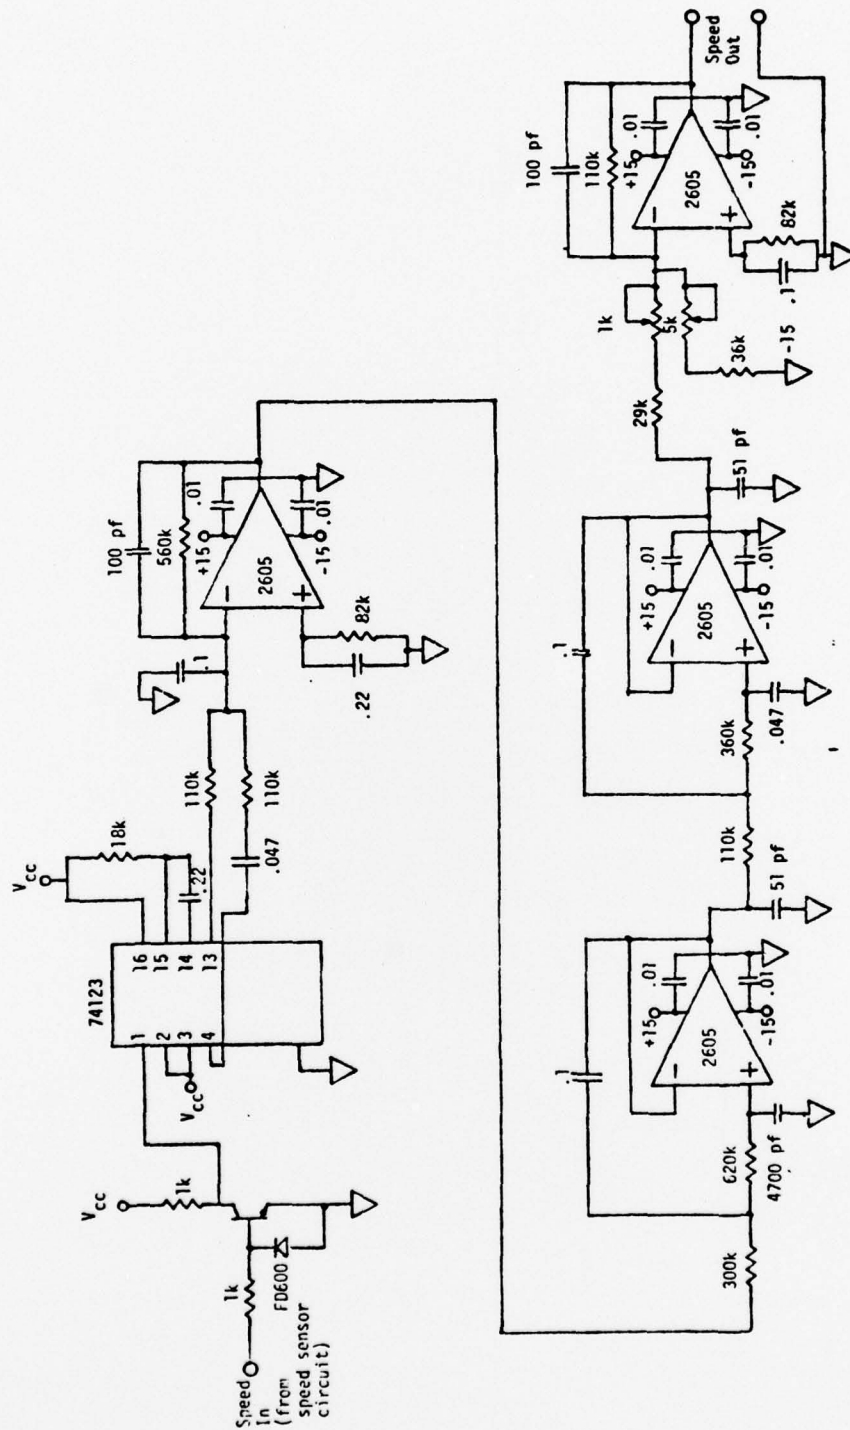 Speed
In
(from
speed sensor
circuit)
1k
FD600
Vcc
1k
74123
1
2
3
4
16
15
14
13
Vcc
Vcc
18k
.22
110k
110k
.047
.1
100 pf
560k
+15
.01
-
2605
+
-15
.01
82k
.22
300k
620k
4700 pf
.1
+15
.01
-
2605
+
-15
.01
51 pf
110k
360k
.047
.1
+15
.01
-
2605
+
-15
.01
51 pf
29k
1k
5k
36k
-15
100 pf
110k
+15
.01
-
2605
+
-15
.01
82k
.1
Speed
Out